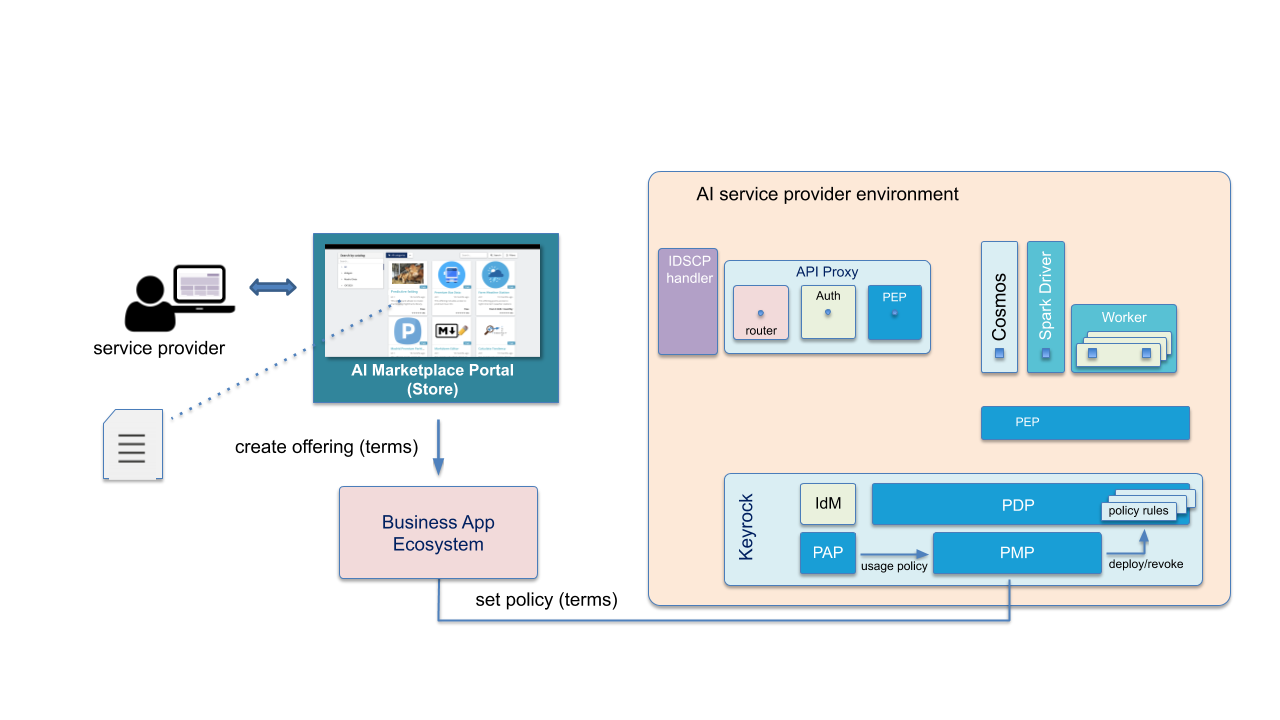 AI service provider environment
IDSCP
handler
API Proxy
router
Auth
PEP
Cosmos
Spark Driver
Worker
PEP
service provider
AI Marketplace Portal
(Store)
create offering (terms)
Business App
Ecosystem
set policy (terms)
Keyrock
IdM
PDP
policy rules
PAP
usage policy
PMP
deploy/revoke